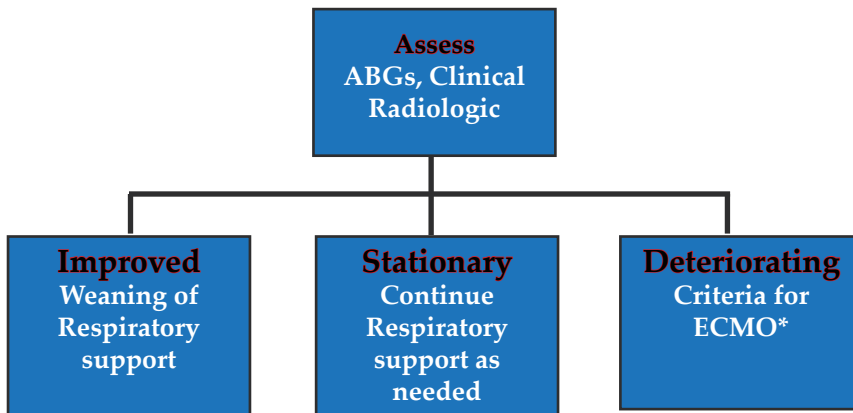 Assess
ABGs, Clinical
Radiologic
Improved
Weaning of
Respiratory
support
Stationary
Continue
Respiratory
support as
needed
Deteriorating
Criteria for
ECMO*